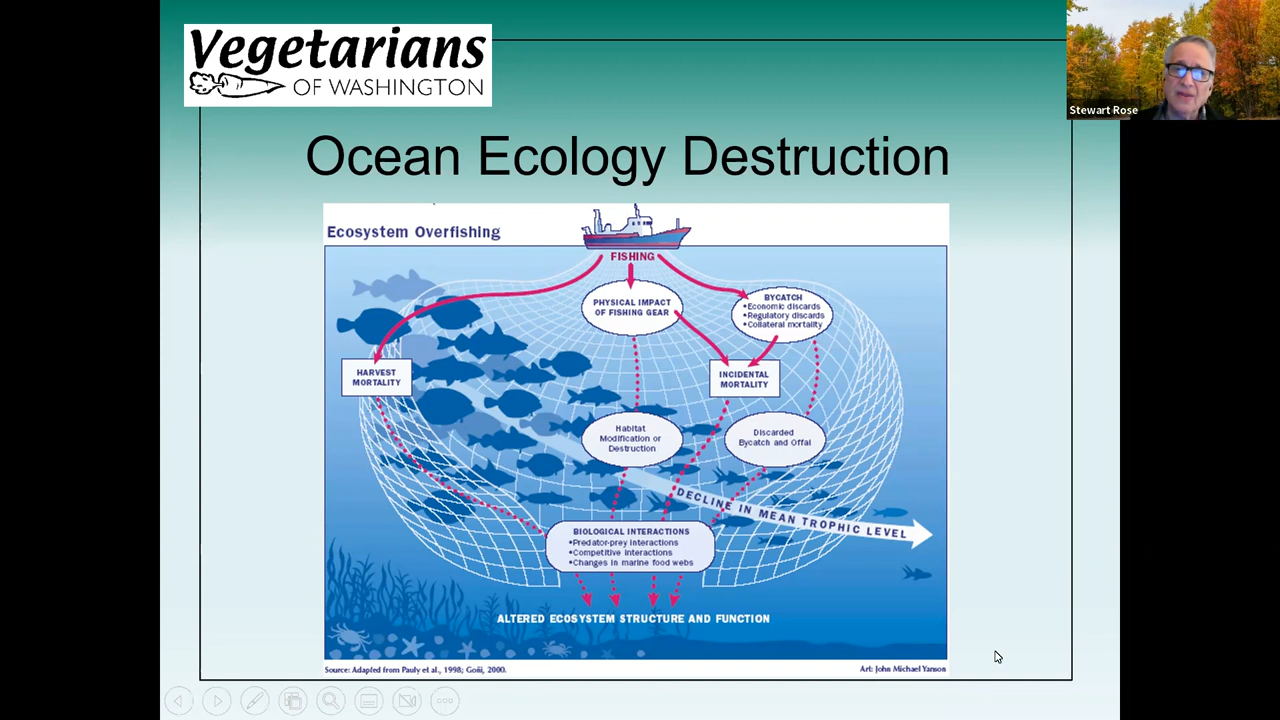 Vegetarians
OF WASHINGTON
Stewart Rose
Ocean Ecology Destruction
Ecosystem Overfishing
FISHING
PHYSICAL IMPACT
OF FISHING GEAR
BYCATCH
•Economic discards
•Regulatory discards
•Collateral mortality
HARVEST
MORTALITY
INCIDENTAL
MORTALITY
Habitat
Modification or
Destruction
Discarded
Bycatch and Offal
DECLINE IN MEAN TROPHIC LEVEL
BIOLOGICAL INTERACTIONS
•Predator-prey interactions
•Competitive interactions
•Changes in marine food webs
ALTERED ECOSYSTEM STRUCTURE AND FUNCTION
Source: Adapted from Pauly et al., 1998; Goñi, 2000.
Art: John Michael Yanson